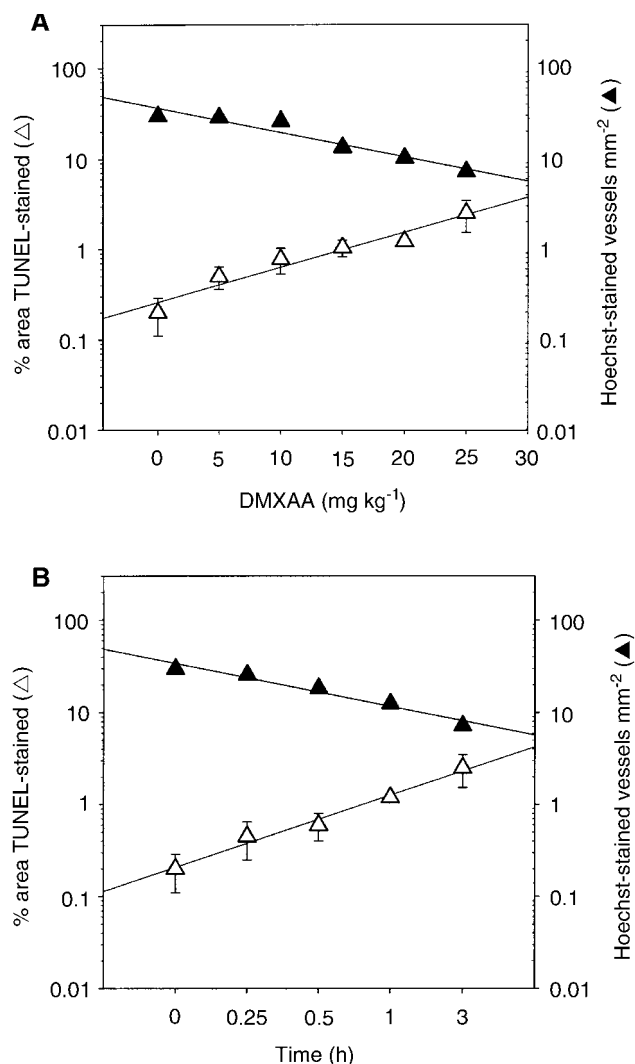 A
% area TUNEL-stained (△)
100
10
1
0.1
0.01
100
10
1
0.1
0.01
Hoechst-stained vessels mm⁻² (▲)
0 5 10 15 20 25 30
DMXAA (mg kg⁻¹)
B
% area TUNEL-stained (△)
100
10
1
0.1
0.01
100
10
1
0.1
0.01
Hoechst-stained vessels mm⁻² (▲)
0 0.25 0.5 1 3
Time (h)